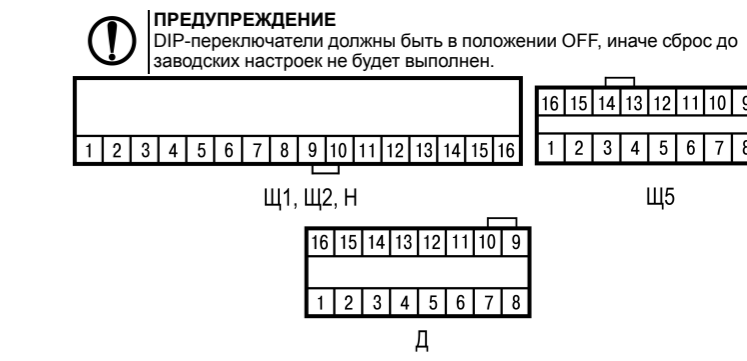 ПРЕДУПРЕЖДЕНИЕ
DIP-переключатели должны быть в положении OFF, иначе сброс до
заводских настроек не будет выполнен.
16 15 14 13 12 11 10 9
1 2 3 4 5 6 7 8 9 10 11 12 13 14 15 16
1 2 3 4 5 6 7 8
Щ1, Щ2, Н
Щ5
16 15 14 13 12 11 10 9
1 2 3 4 5 6 7 8
Д